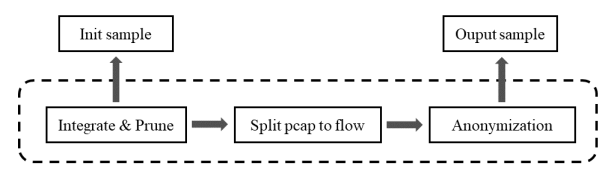 Init sample
Ouput sample
Integrate & Prune
Split pcap to flow
Anonymization